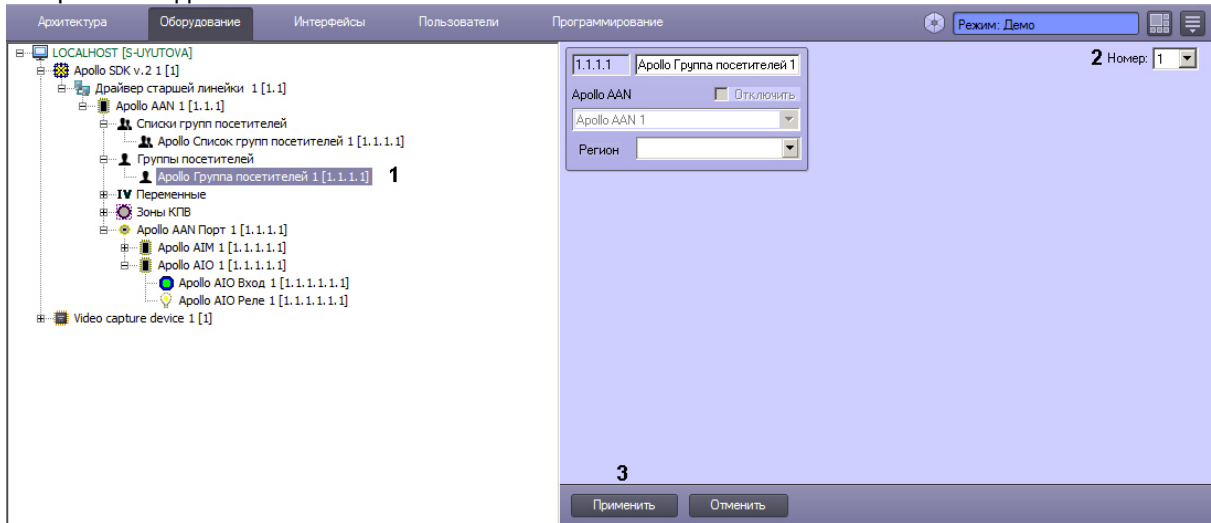 Архитектура Оборудование Интерфейсы Пользователи Программирование Режим: Демо
LOCALHOST [S-UYUTOVA]
Apollo SDK v.2 1 [1]
Драйвер старшей линейки 1 [1.1]
Apollo AAN 1 [1.1.1]
Списки групп посетителей
Apollo Список групп посетителей 1 [1.1.1.1]
Группы посетителей
Apollo Группа посетителей 1 [1.1.1.1] 1
IV Переменные
Зоны КПВ
Apollo AAN Порт 1 [1.1.1.1]
Apollo AIM 1 [1.1.1.1.1]
Apollo AIO 1 [1.1.1.1.1]
Apollo AIO Вход 1 [1.1.1.1.1.1]
Apollo AIO Реле 1 [1.1.1.1.1.1]
Video capture device 1 [1]
1.1.1.1 Apollo Группа посетителей 1
Apollo AAN Отключить
Apollo AAN 1
Регион
2 Номер: 1
3
Применить Отменить